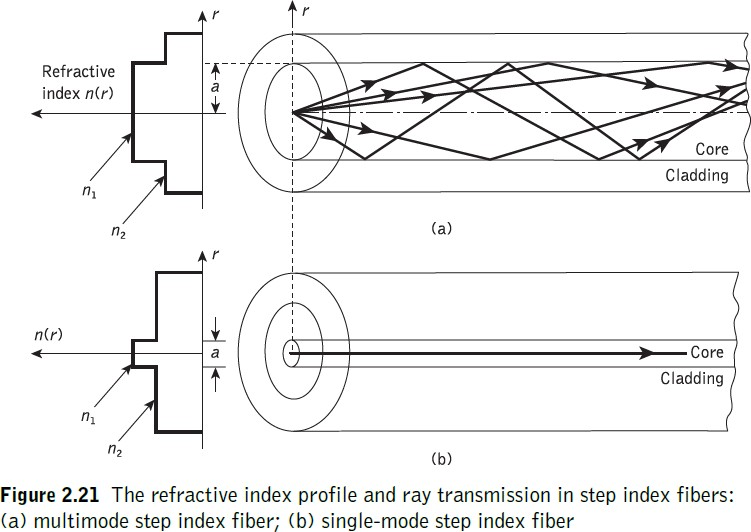 r
r
Refractive
index n(r)
a
n1
n2
Core
Cladding
(a)
r
n(r)
a
Core
Cladding
n1
n2
(b)
Figure 2.21 The refractive index profile and ray transmission in step index fibers:
(a) multimode step index fiber; (b) single-mode step index fiber